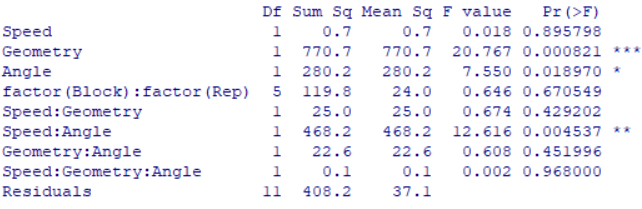 Df Sum Sq Mean Sq F value Pr(>F)
Speed 1 0.7 0.7 0.018 0.895798
Geometry 1 770.7 770.7 20.767 0.000821 ***
Angle 1 280.2 280.2 7.550 0.018970 *
factor(Block):factor(Rep) 5 119.8 24.0 0.646 0.670549
Speed:Geometry 1 25.0 25.0 0.674 0.429202
Speed:Angle 1 468.2 468.2 12.616 0.004537 **
Geometry:Angle 1 22.6 22.6 0.608 0.451996
Speed:Geometry:Angle 1 0.1 0.1 0.002 0.968000
Residuals 11 408.2 37.1